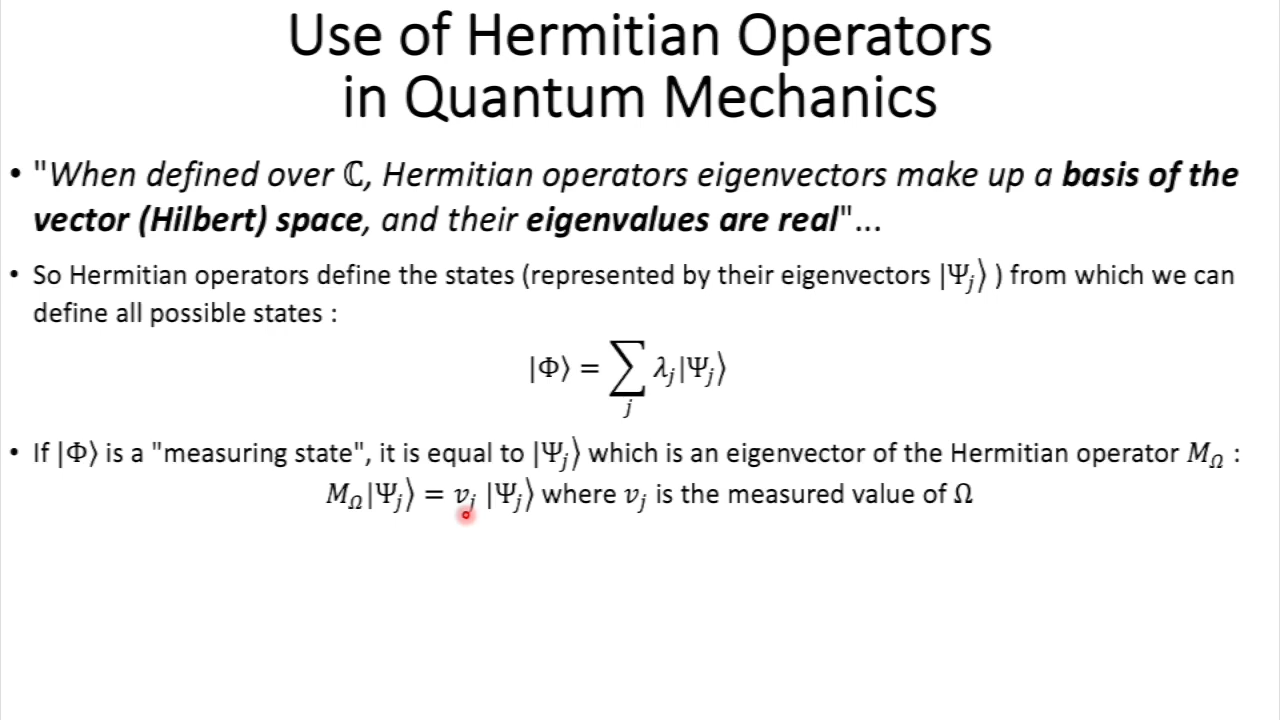 Use of Hermitian Operators
in Quantum Mechanics
• "When defined over ℂ, Hermitian operators eigenvectors make up a basis of the
vector (Hilbert) space, and their eigenvalues are real"...
• So Hermitian operators define the states (represented by their eigenvectors |Ψⱼ⟩ ) from which we can
define all possible states :
|Φ⟩ = ∑ⱼ λⱼ|Ψⱼ⟩
• If |Φ⟩ is a "measuring state", it is equal to |Ψⱼ⟩ which is an eigenvector of the Hermitian operator M_Ω :
M_Ω|Ψⱼ⟩ = vⱼ |Ψⱼ⟩ where vⱼ is the measured value of Ω